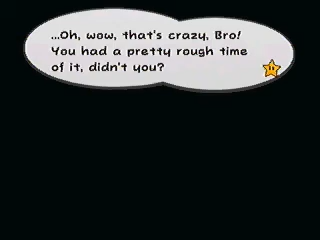 ...Oh, wow, that's crazy, Bro!
You had a pretty rough time
of it, didn't you?